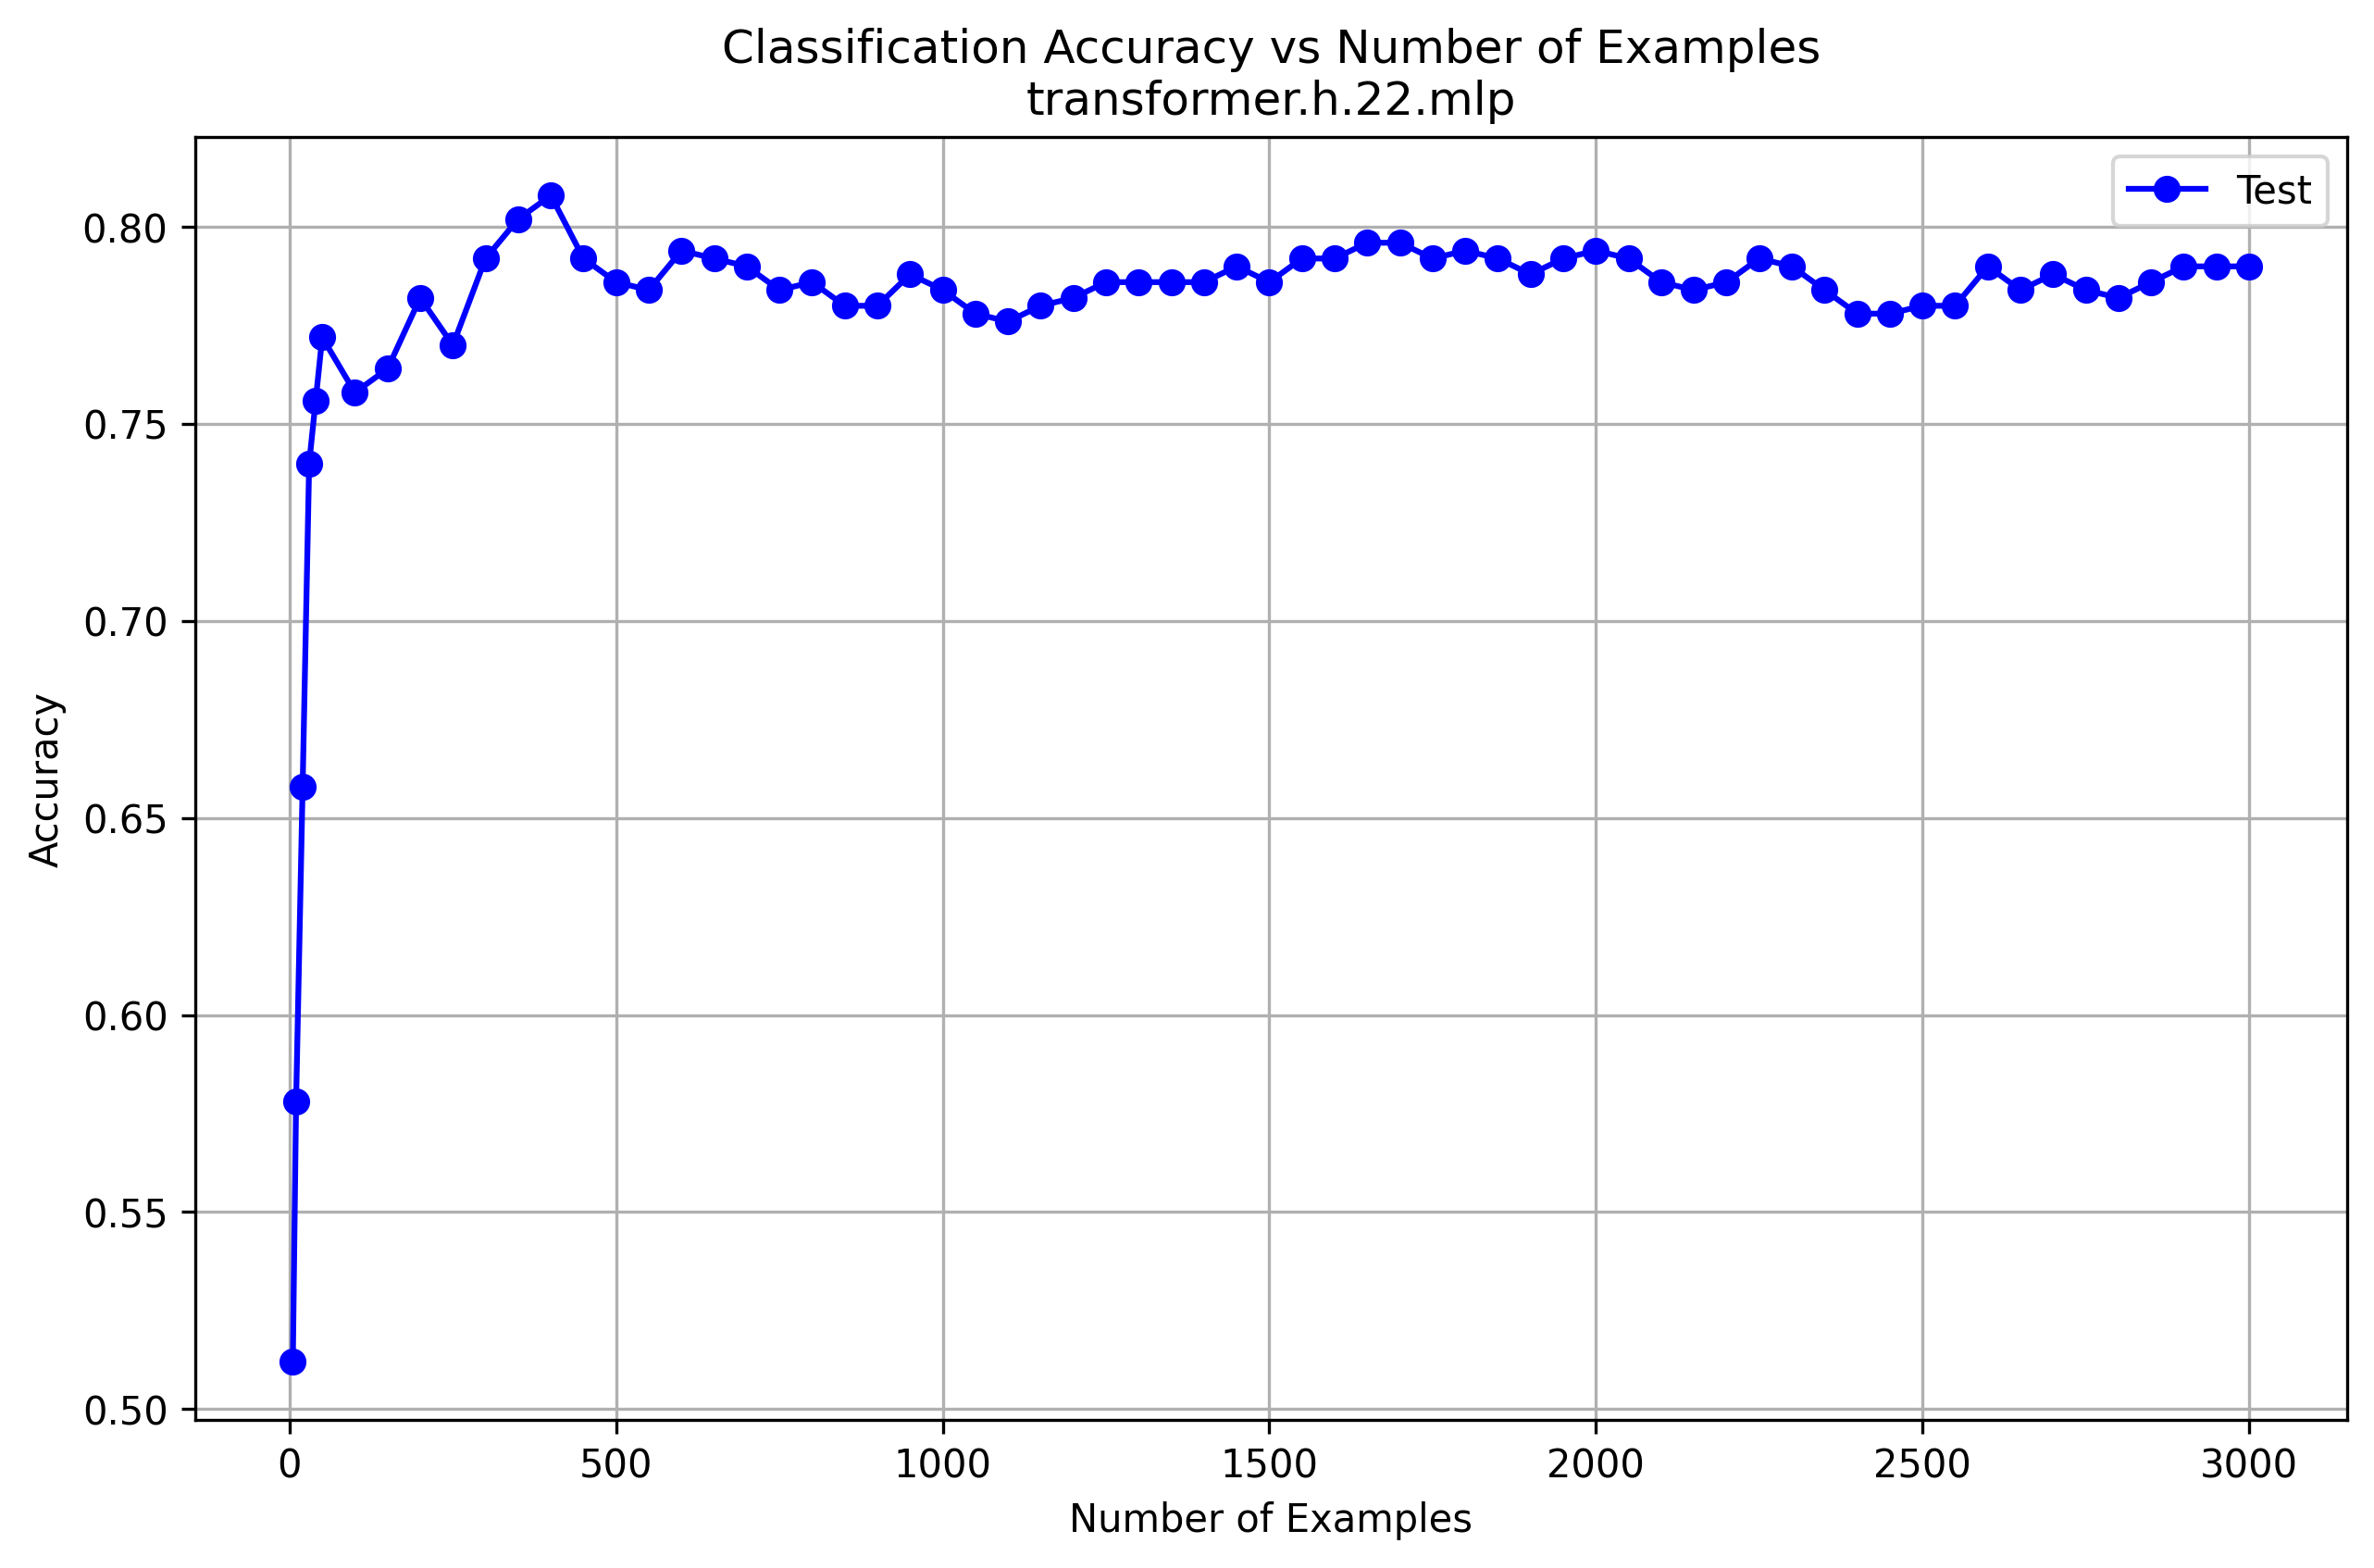 Classification Accuracy vs Number of Examples
transformer.h.22.mlp
Test
0.80
0.75
0.70
0.65
0.60
0.55
0.50
Accuracy
0 500 1000 1500 2000 2500 3000
Number of Examples